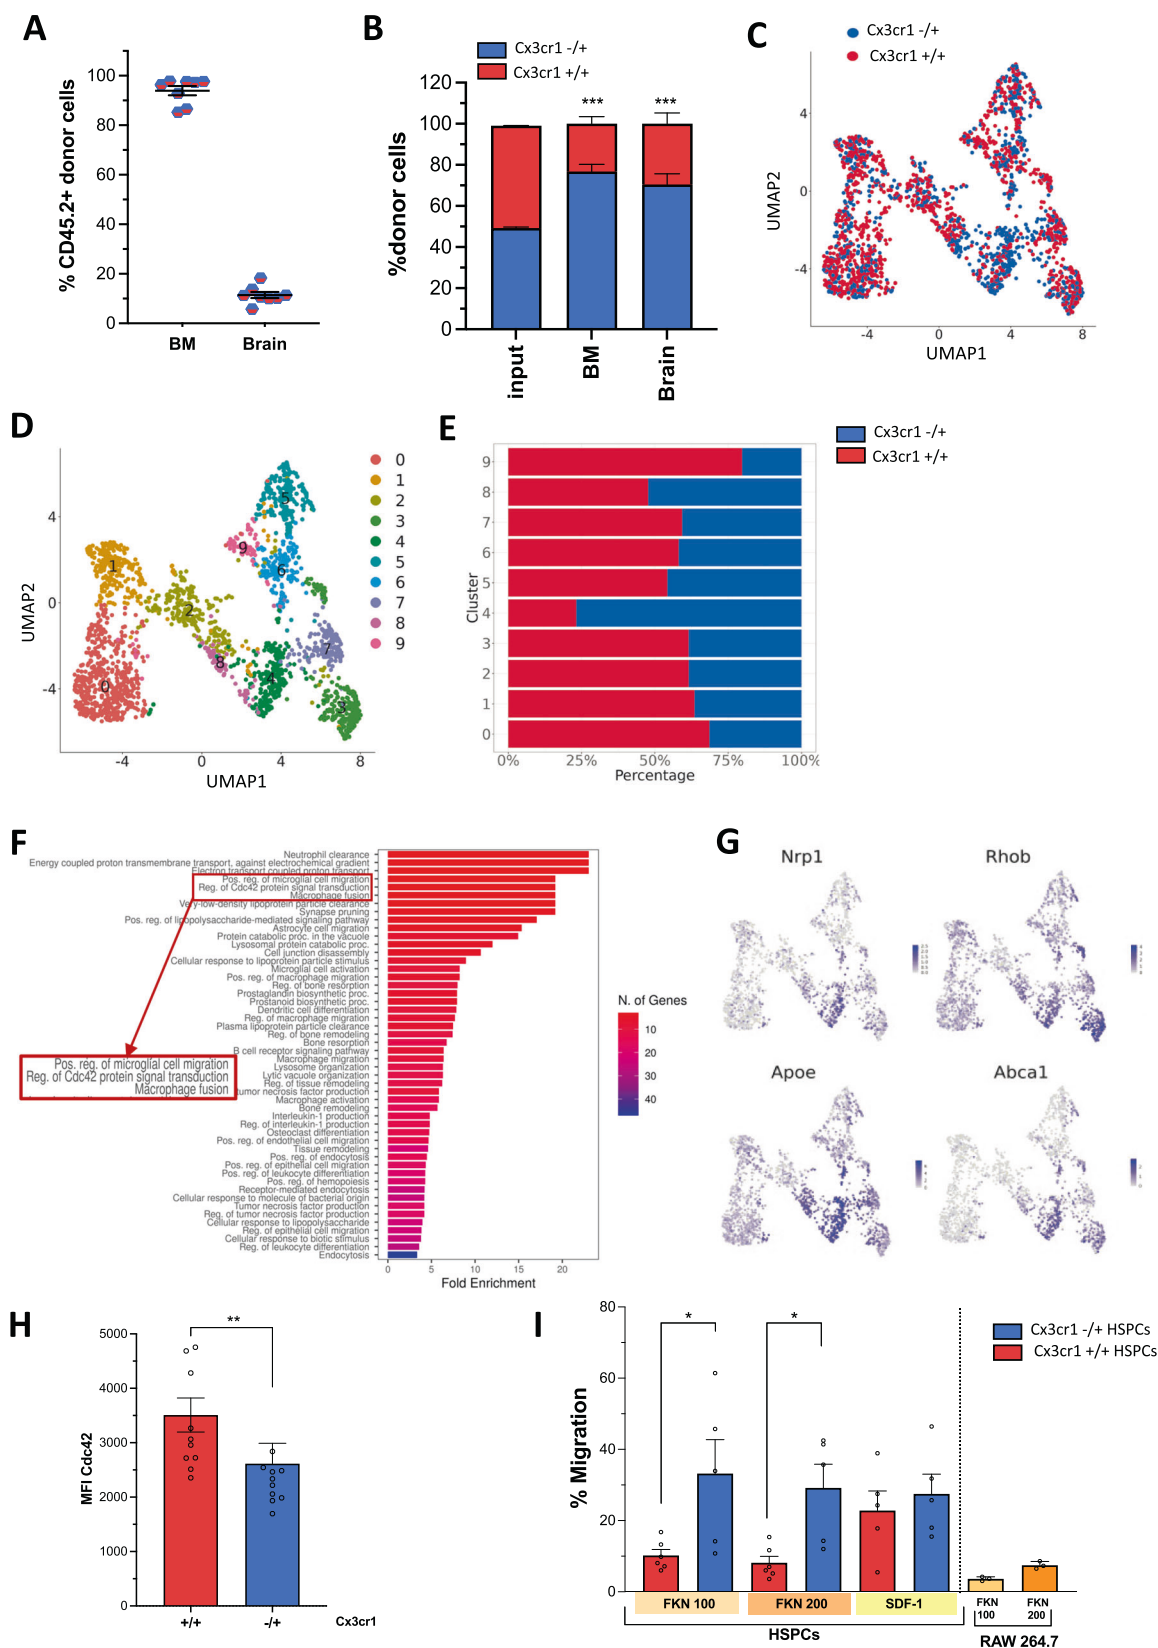 A
% CD45.2+ donor cells
100
80
60
40
20
0
BM
Brain
B
Cx3cr1 -/+
Cx3cr1 +/+
%donor cells
120
100
80
60
40
20
0
***
***
input
BM
Brain
C
Cx3cr1 -/+
Cx3cr1 +/+
UMAP2
4
0
-4
-4
0
4
8
UMAP1
D
UMAP2
4
0
-4
-4
0
4
8
UMAP1
0
1
2
3
4
5
6
7
8
9
5
9
1
6
2
8
7
4
0
3
E
Cx3cr1 -/+
Cx3cr1 +/+
Cluster
9
8
7
6
5
4
3
2
1
0
0%
25%
50%
75%
100%
Percentage
F
Neutrophil clearance
Energy coupled proton transmembrane transport, against electrochemical gradient
Electron transport coupled proton transport
Pos. reg. of microglial cell migration
Reg. of Cdc42 protein signal transduction
Macrophage fusion
Very-low-density lipoprotein particle clearance
Synapse pruning
Pos. reg. of lipopolysaccharide-mediated signaling pathway
Astrocyte cell migration
Protein catabolic proc. in the vacuole
Lysosomal protein catabolic proc.
Cell junction disassembly
Cellular response to lipoprotein particle stimulus
Microglial cell activation
Pos. reg. of macrophage migration
Reg. of bone resorption
Prostaglandin biosynthetic proc.
Prostanoid biosynthetic proc.
Dendritic cell differentiation
Reg. of macrophage migration
Plasma lipoprotein particle clearance
Reg. of bone remodeling
Bone resorption
B cell receptor signaling pathway
Macrophage migration
Lysosome organization
Lytic vacuole organization
Reg. of tissue remodeling
tumor necrosis factor production
Macrophage activation
Bone remodeling
Interleukin-1 production
Reg. of interleukin-1 production
Osteoclast differentiation
Pos. reg. of endothelial cell migration
Tissue remodeling
Pos. reg. of endocytosis
Pos. reg. of epithelial cell migration
Pos. reg. of leukocyte differentiation
Pos. reg. of hemopoiesis
Receptor-mediated endocytosis
Cellular response to molecule of bacterial origin
Tumor necrosis factor production
Reg. of tumor necrosis factor production
Cellular response to lipopolysaccharide
Reg. of epithelial cell migration
Cellular response to biotic stimulus
Reg. of leukocyte differentiation
Endocytosis
0
5
10
15
20
Fold Enrichment
N. of Genes
10
20
30
40
Pos. reg. of microglial cell migration
Reg. of Cdc42 protein signal transduction
Macrophage fusion
G
Nrp1
Rhob
Apoe
Abca1
H
MFI Cdc42
5000
4000
3000
2000
1000
0
**
+/+
-/+
Cx3cr1
I
% Migration
80
60
40
20
0
*
*
Cx3cr1 -/+ HSPCs
Cx3cr1 +/+ HSPCs
FKN 100
FKN 200
SDF-1
FKN
100
FKN
200
HSPCs
RAW 264.7